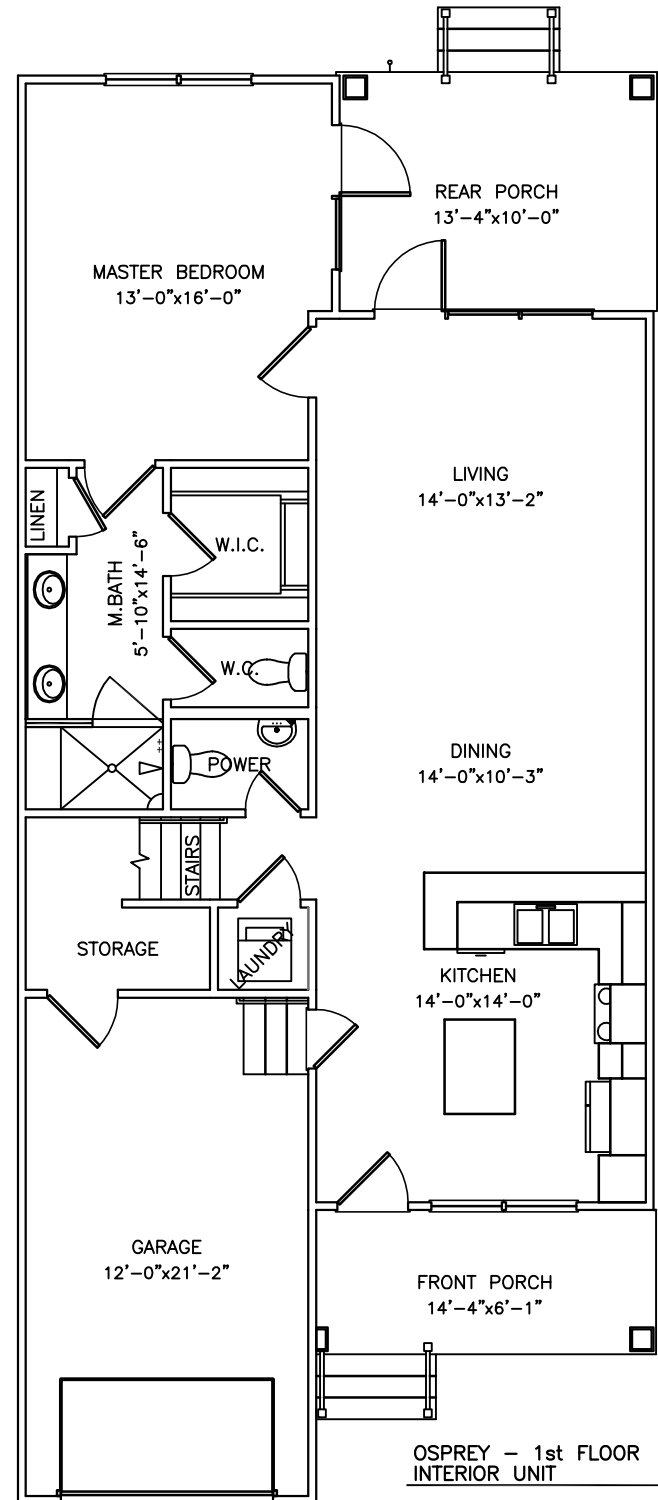 REAR PORCH
13'-4"x10'-0"
MASTER BEDROOM
13'-0"x16'-0"
LIVING
14'-0"x13'-2"
LINEN
M.BATH
5'-10"x14'-6"
W.I.C.
W.C.
POWER
DINING
14'-0"x10'-3"
STAIRS
STORAGE
LAUNDRY
KITCHEN
14'-0"x14'-0"
GARAGE
12'-0"x21'-2"
FRONT PORCH
14'-4"x6'-1"
OSPREY - 1st FLOOR
INTERIOR UNIT